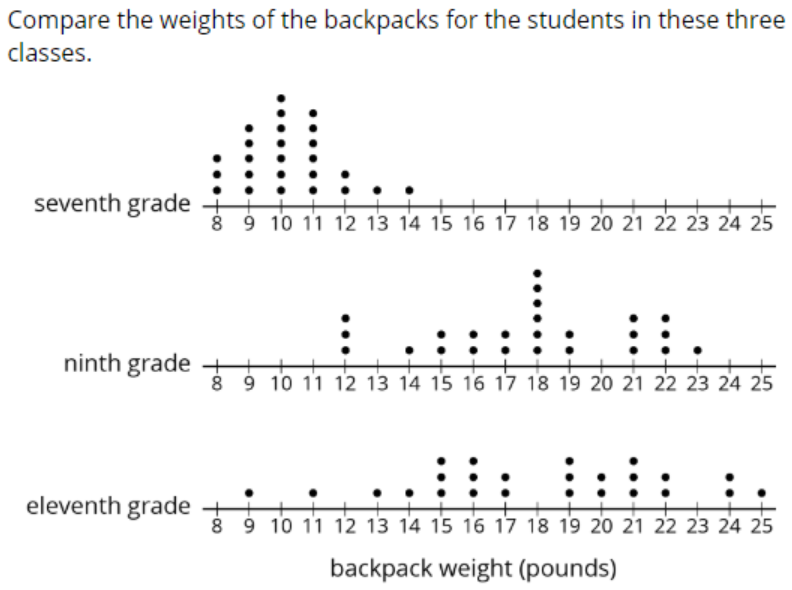 Compare the weights of the backpacks for the students in these three
classes.
seventh grade
8 9 10 11 12 13 14 15 16 17 18 19 20 21 22 23 24 25
ninth grade
8 9 10 11 12 13 14 15 16 17 18 19 20 21 22 23 24 25
eleventh grade
8 9 10 11 12 13 14 15 16 17 18 19 20 21 22 23 24 25
backpack weight (pounds)